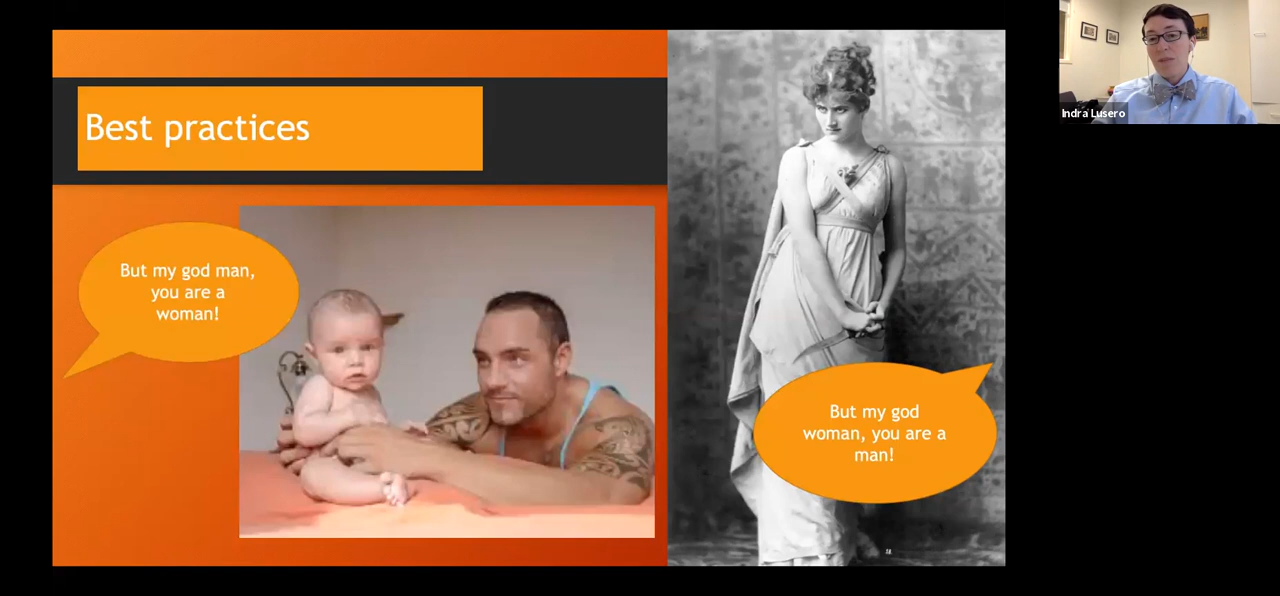 Best practices
But my god man,
you are a
woman!
But my god
woman, you are a
man!
Indra Lusero